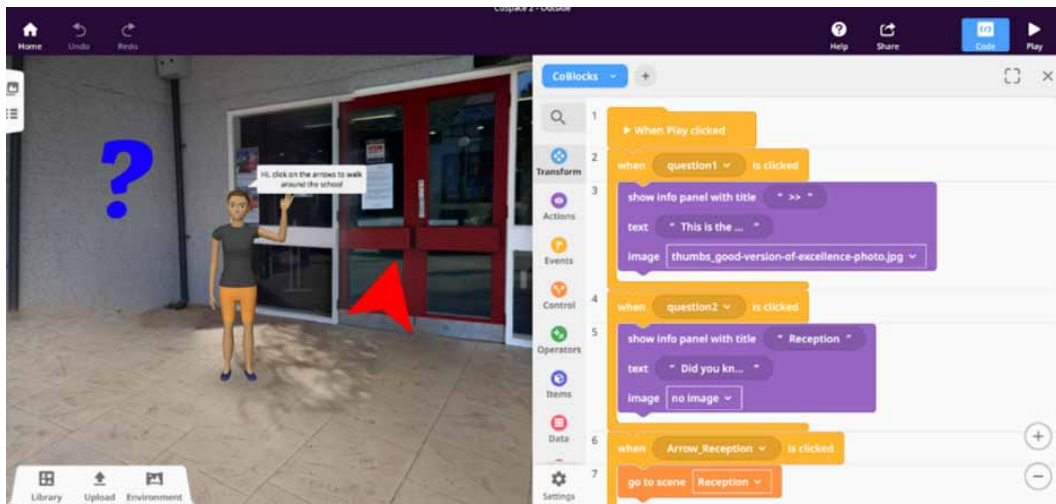 CoSpace 2 - Outside
Home
Undo
Redo
Help
Share
Code
Play
CoBlocks
Hi, click on the arrows to walk
around the school
?
Library
Upload
Environment
Transform
Actions
Events
Control
Operators
Items
Data
Settings
1
When Play clicked
2
when question1 is clicked
3
show info panel with title " >> "
text " This is the ... "
image thumbs_good-version-of-excellence-photo.jpg
4
when question2 is clicked
5
show info panel with title " Reception "
text " Did you kn... "
image no image
6
when Arrow_Reception is clicked
7
go to scene Reception